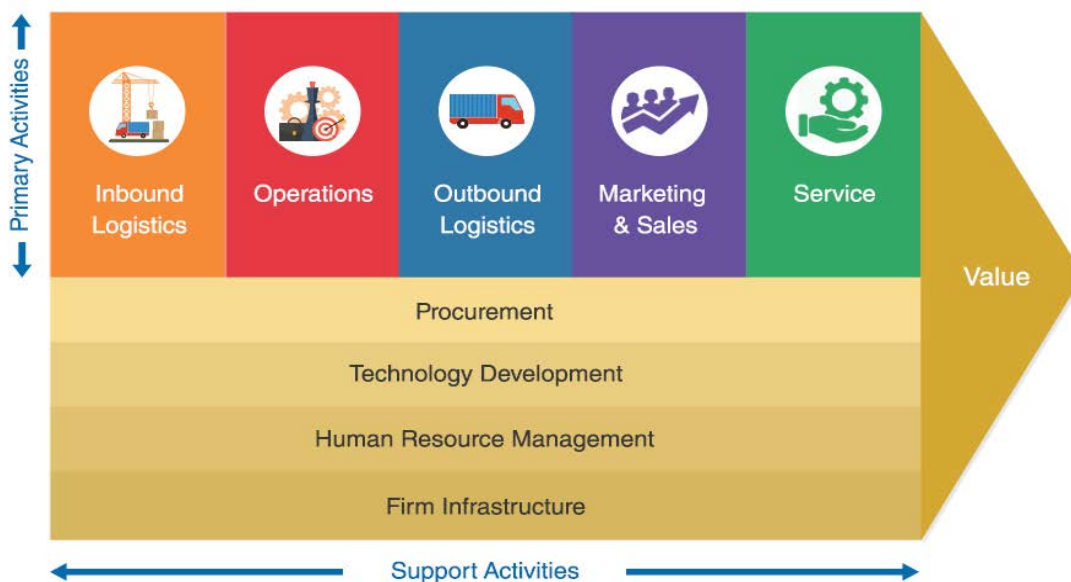 Primary Activities
Inbound
Logistics
Operations
Outbound
Logistics
Marketing
& Sales
Service
Value
Procurement
Technology Development
Human Resource Management
Firm Infrastructure
Support Activities